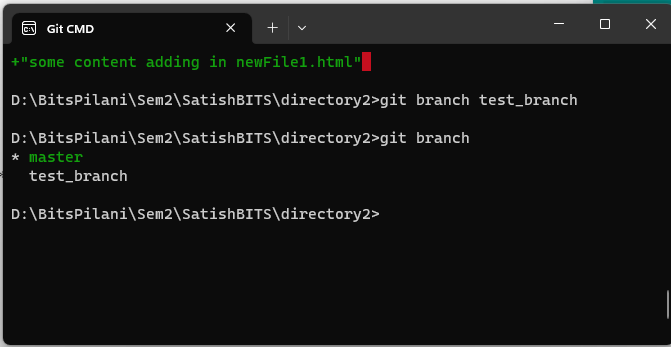 Git CMD
+"some content adding in newFile1.html"
D:\BitsPilani\Sem2\SatishBITS\directory2>git branch test_branch
D:\BitsPilani\Sem2\SatishBITS\directory2>git branch
* master
test_branch
D:\BitsPilani\Sem2\SatishBITS\directory2>